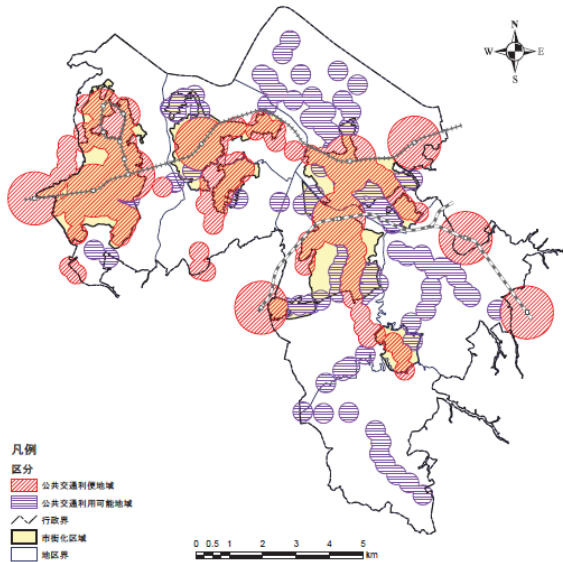 N
W E
S
凡例
区分
公共交通利便地域
公共交通利用可能地域
行政界
市街化区域
地区界
0 0.5 1 2 3 4 5
km